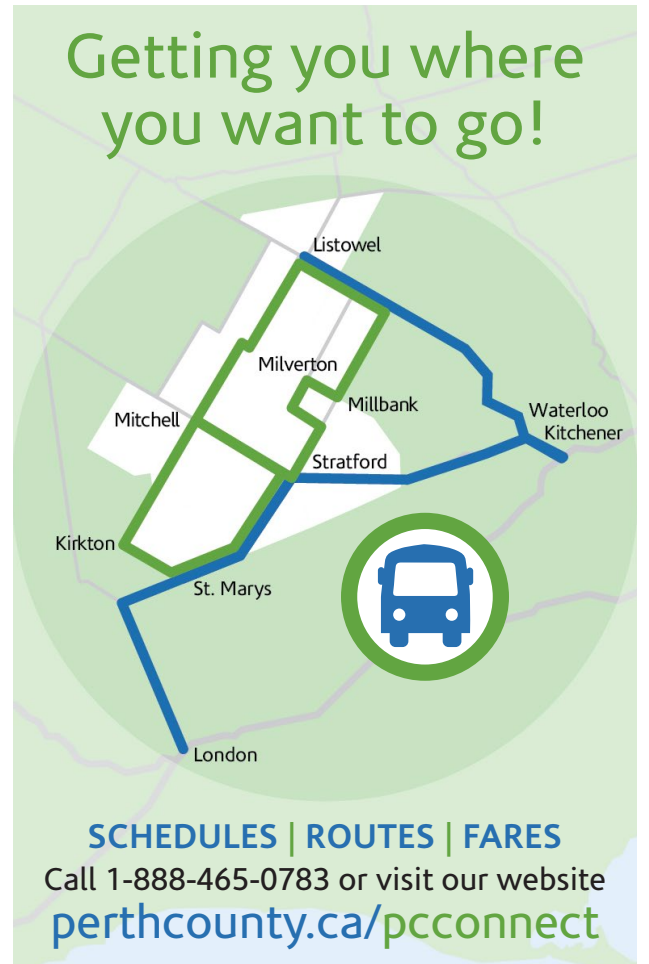 Getting you where
you want to go!
Listowel
Milverton
Millbank
Mitchell
Waterloo
Kitchener
Stratford
Kirkton
St. Marys
London
SCHEDULES | ROUTES | FARES
Call 1-888-465-0783 or visit our website
perthcounty.ca/pcconnect